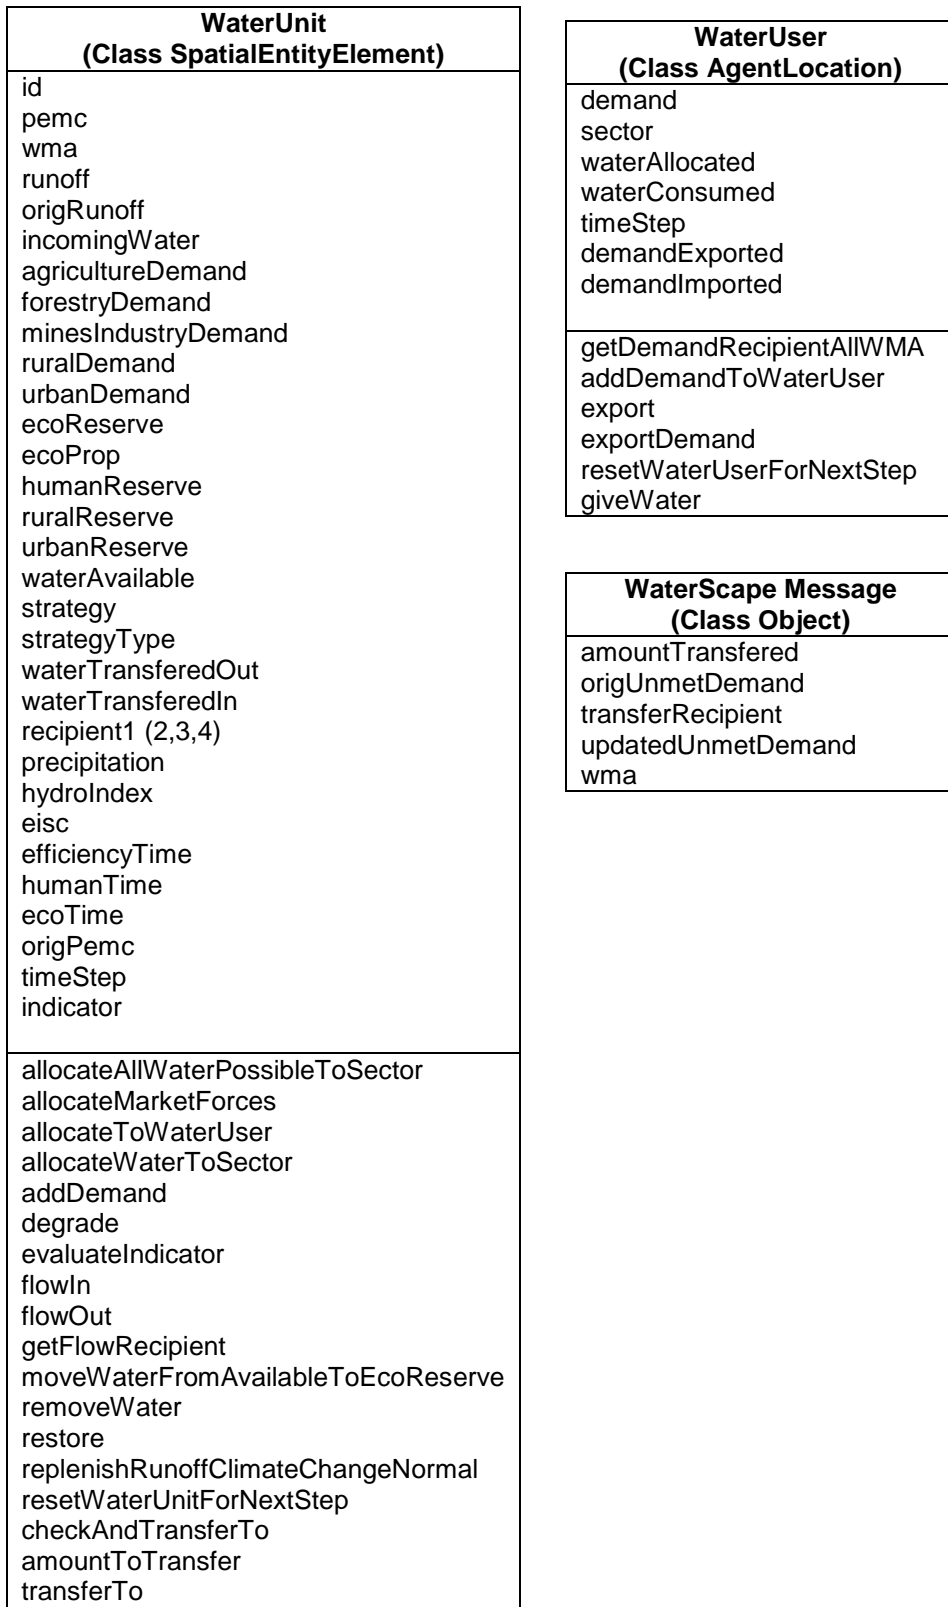 WaterUnit
(Class SpatialEntityElement)
id
pemc
wma
runoff
origRunoff
incomingWater
agricultureDemand
forestryDemand
minesIndustryDemand
ruralDemand
urbanDemand
ecoReserve
ecoProp
humanReserve
ruralReserve
urbanReserve
waterAvailable
strategy
strategyType
waterTransferedOut
waterTransferedIn
recipient1 (2,3,4)
precipitation
hydroIndex
eisc
efficiencyTime
humanTime
ecoTime
origPemc
timeStep
indicator
allocateAllWaterPossibleToSector
allocateMarketForces
allocateToWaterUser
allocateWaterToSector
addDemand
degrade
evaluateIndicator
flowIn
flowOut
getFlowRecipient
moveWaterFromAvailableToEcoReserve
removeWater
restore
replenishRunoffClimateChangeNormal
resetWaterUnitForNextStep
checkAndTransferTo
amountToTransfer
transferTo
WaterUser
(Class AgentLocation)
demand
sector
waterAllocated
waterConsumed
timeStep
demandExported
demandImported
getDemandRecipientAllWMA
addDemandToWaterUser
export
exportDemand
resetWaterUserForNextStep
giveWater
WaterScape Message
(Class Object)
amountTransfered
origUnmetDemand
transferRecipient
updatedUnmetDemand
wma